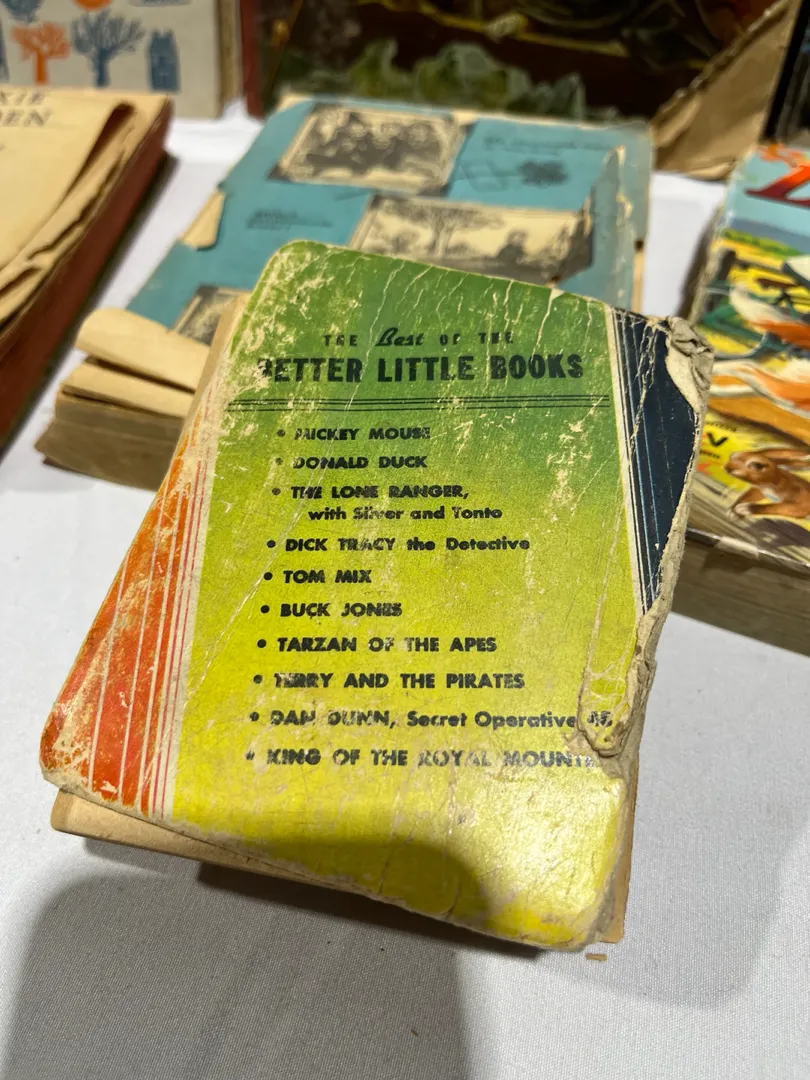 THE Best OF THE
BETTER LITTLE BOOKS
• MICKEY MOUSE
• DONALD DUCK
• THE LONE RANGER,
with Silver and Tonto
• DICK TRACY the Detective
• TOM MIX
• BUCK JONES
• TARZAN OF THE APES
• TERRY AND THE PIRATES
• DAN DUNN, Secret Operative 48
• KING OF THE ROYAL MOUNT